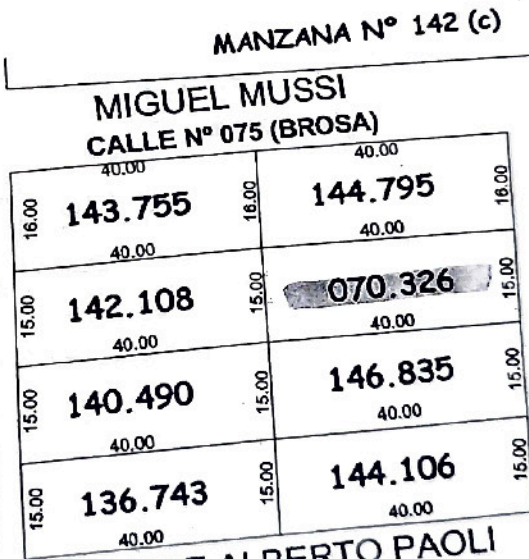 MANZANA Nº 142 (c)
MIGUEL MUSSI
CALLE Nº 075 (BROSA)
40.00 40.00
16.00 143.755 16.00 144.795 16.00
40.00 40.00
15.00 142.108 15.00 070.326 15.00
40.00 40.00
15.00 140.490 15.00 146.835 15.00
40.00 40.00
15.00 136.743 15.00 144.106 15.00
40.00 40.00
ALBERTO PAOLI